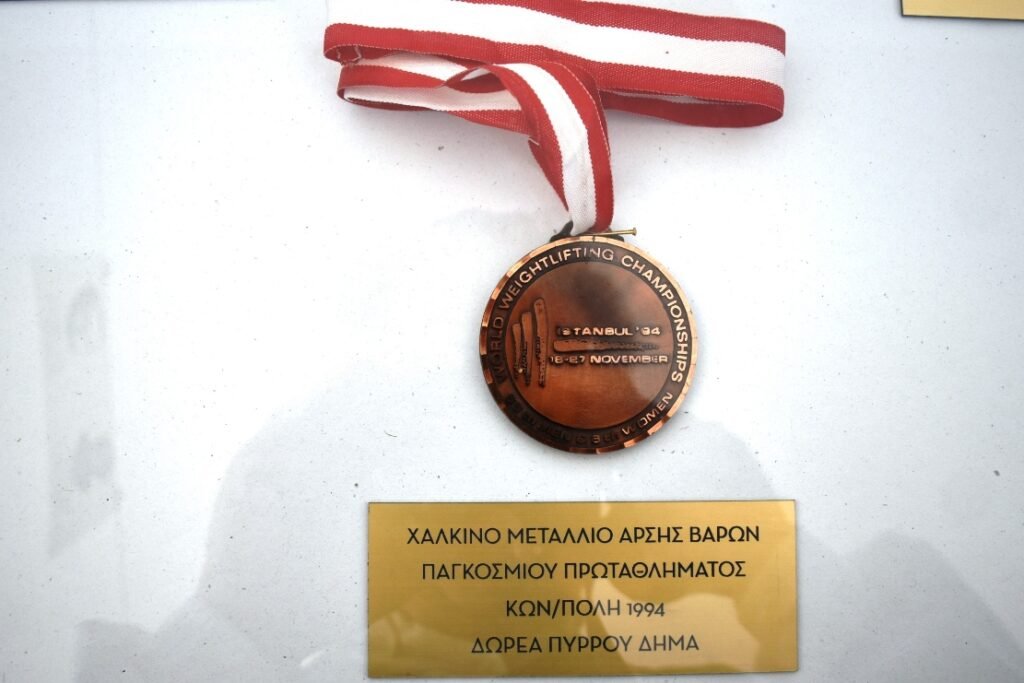 WORLD WEIGHTLIFTING CHAMPIONSHIPS
MEN & WOMEN
ISTANBUL '94
18-27 NOVEMBER
ΧΑΛΚΙΝΟ ΜΕΤΑΛΛΙΟ ΑΡΣΗΣ ΒΑΡΩΝ
ΠΑΓΚΟΣΜΙΟΥ ΠΡΩΤΑΘΛΗΜΑΤΟΣ
ΚΩΝ/ΠΟΛΗ 1994
ΔΩΡΕΑ ΠΥΡΡΟΥ ΔΗΜΑ